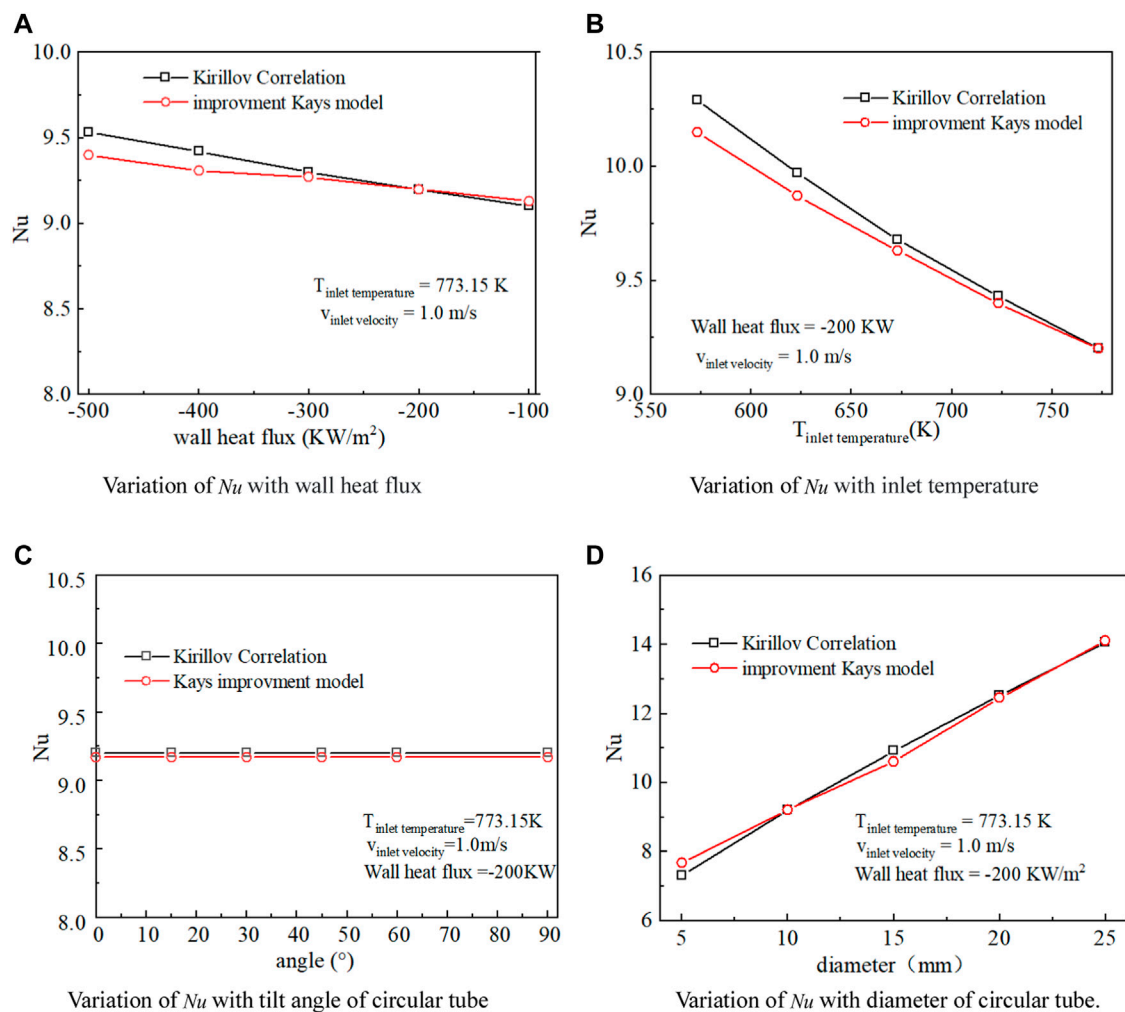 A
10.0
9.5
9.0
8.5
8.0
Nu
Kirillov Correlation
improvment Kays model
T inlet temperature = 773.15 K
v inlet velocity = 1.0 m/s
-500 -400 -300 -200 -100
wall heat flux (KW/m²)
Variation of Nu with wall heat flux
B
10.5
10.0
9.5
9.0
Nu
Kirillov Correlation
improvment Kays model
Wall heat flux = -200 KW
v inlet velocity = 1.0 m/s
550 600 650 700 750
T inlet temperature(K)
Variation of Nu with inlet temperature
C
10.5
10.0
9.5
9.0
8.5
8.0
Nu
Kirillov Correlation
Kays improvment model
T inlet temperature=773.15K
v inlet velocity=1.0m/s
Wall heat flux =-200KW
0 10 20 30 40 50 60 70 80 90
angle (°)
Variation of Nu with tilt angle of circular tube
D
16
14
12
10
8
6
Nu
Kirillov Correlation
improvment Kays model
T inlet temperature = 773.15 K
v inlet velocity = 1.0 m/s
Wall heat flux = -200 KW/m²
5 10 15 20 25
diameter（mm）
Variation of Nu with diameter of circular tube.